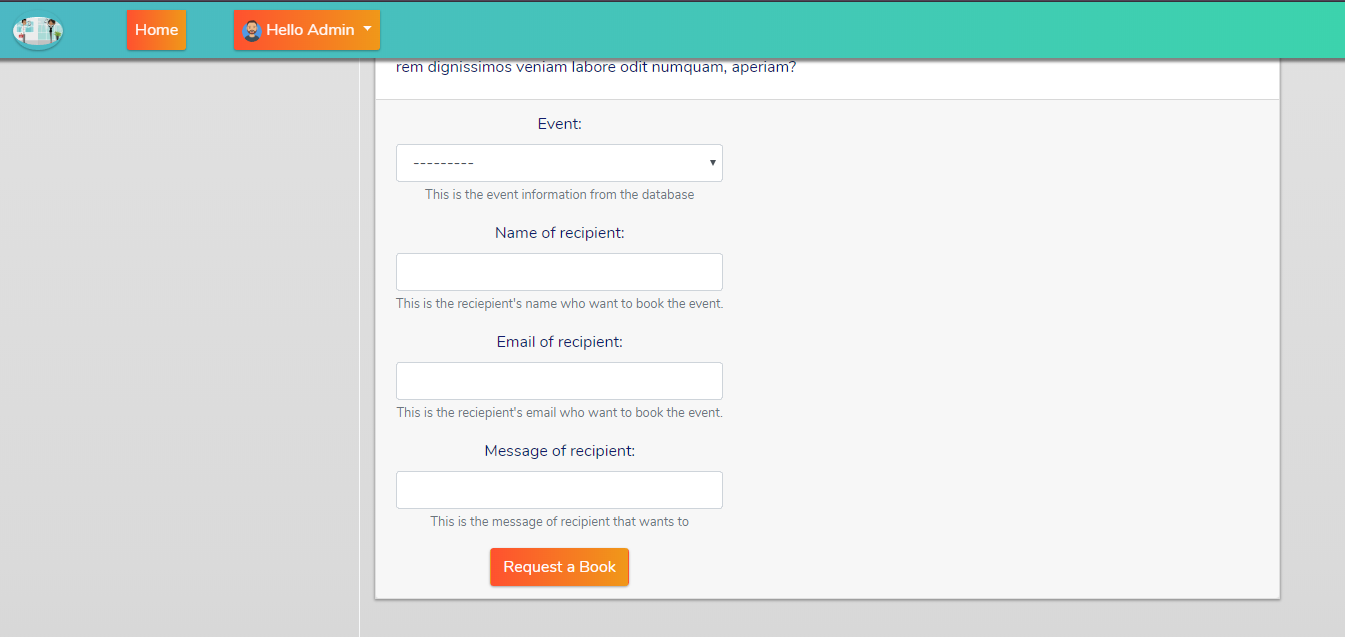 Home
Hello Admin
rem dignissimos veniam labore odit numquam, aperiam?
Event:
---------
This is the event information from the database
Name of recipient:
This is the reciepient's name who want to book the event.
Email of recipient:
This is the reciepient's email who want to book the event.
Message of recipient:
This is the message of recipient that wants to
Request a Book